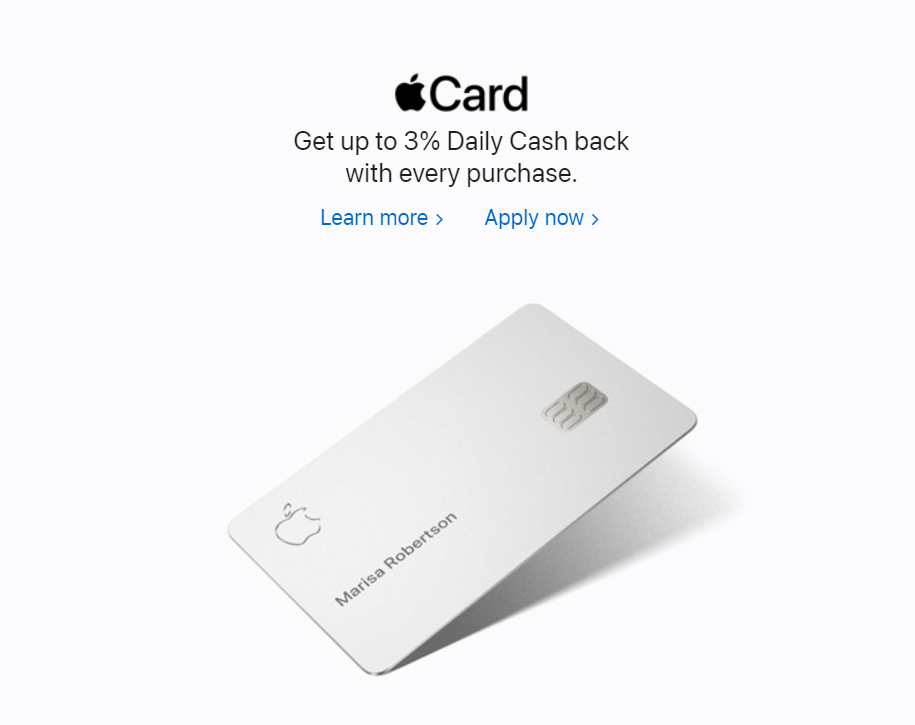 Card
Get up to 3% Daily Cash back
with every purchase.
Learn more >
Apply now >
Marisa Robertson